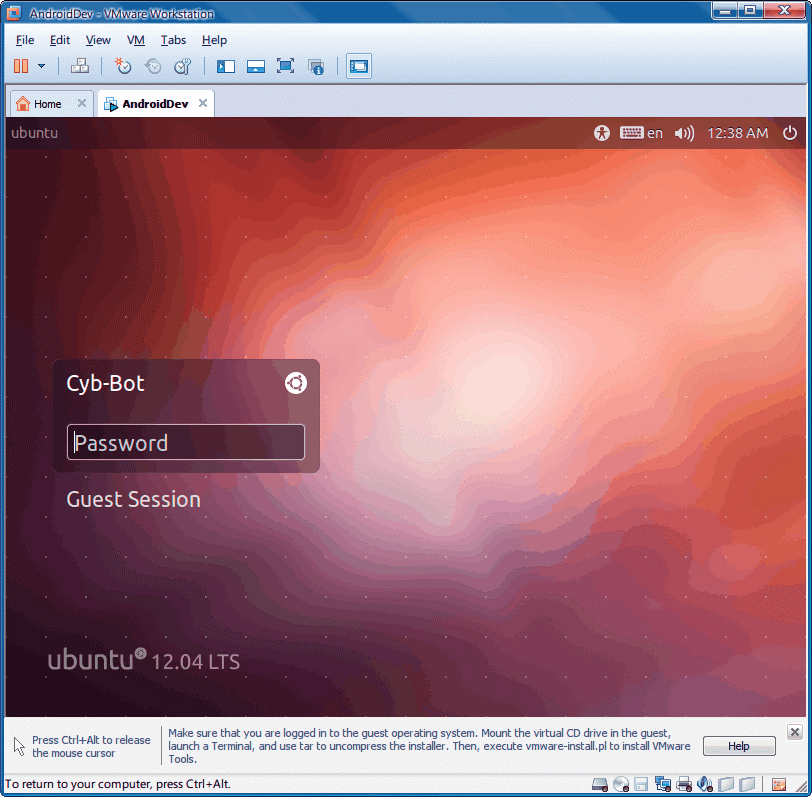 AndroidDev - VMware Workstation
File Edit View VM Tabs Help
Home AndroidDev
ubuntu en 12:38 AM
Cyb-Bot
Password
Guest Session
ubuntu 12.04 LTS
Press Ctrl+Alt to release
the mouse cursor
Make sure that you are logged in to the guest operating system. Mount the virtual CD drive in the guest,
launch a Terminal, and use tar to uncompress the installer. Then, execute vmware-install.pl to install VMware
Tools.
Help
To return to your computer, press Ctrl+Alt.